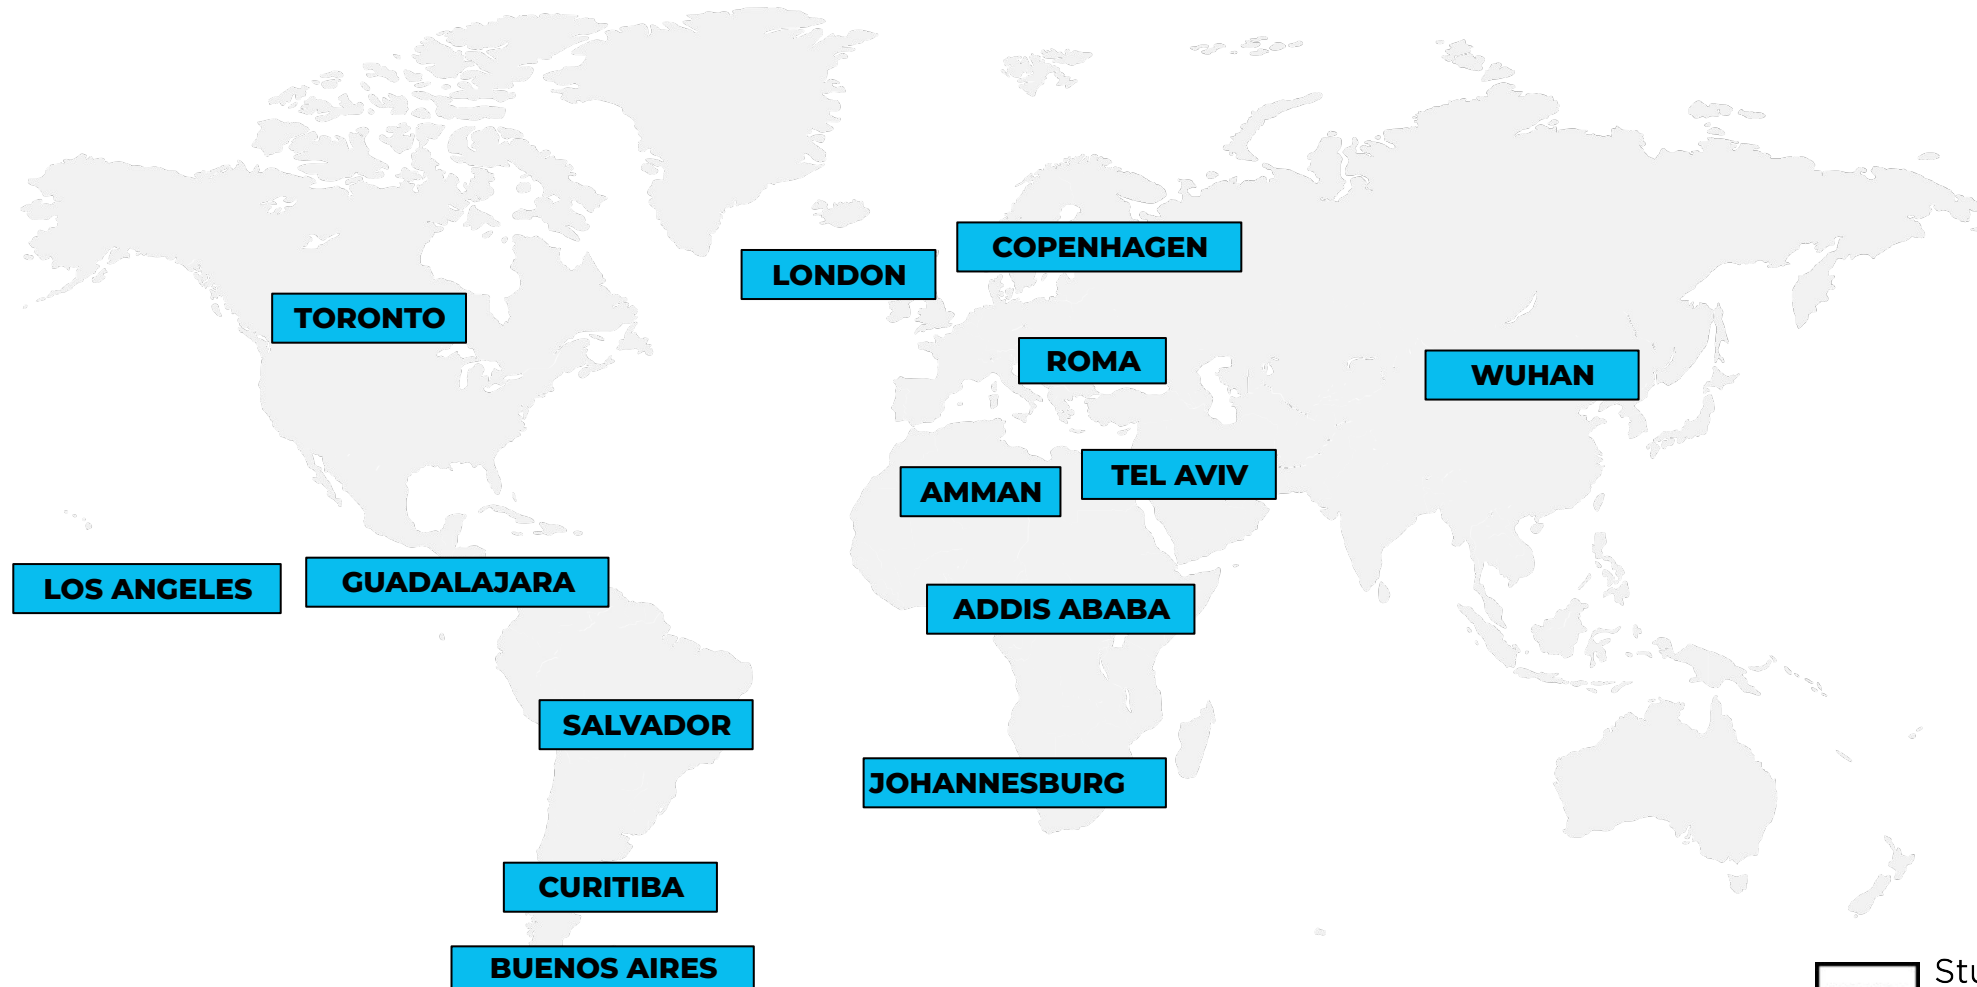 COPENHAGEN
LONDON
TORONTO
ROMA
WUHAN
TEL AVIV
AMMAN
LOS ANGELES
GUADALAJARA
ADDIS ABABA
SALVADOR
JOHANNESBURG
CURITIBA
BUENOS AIRES